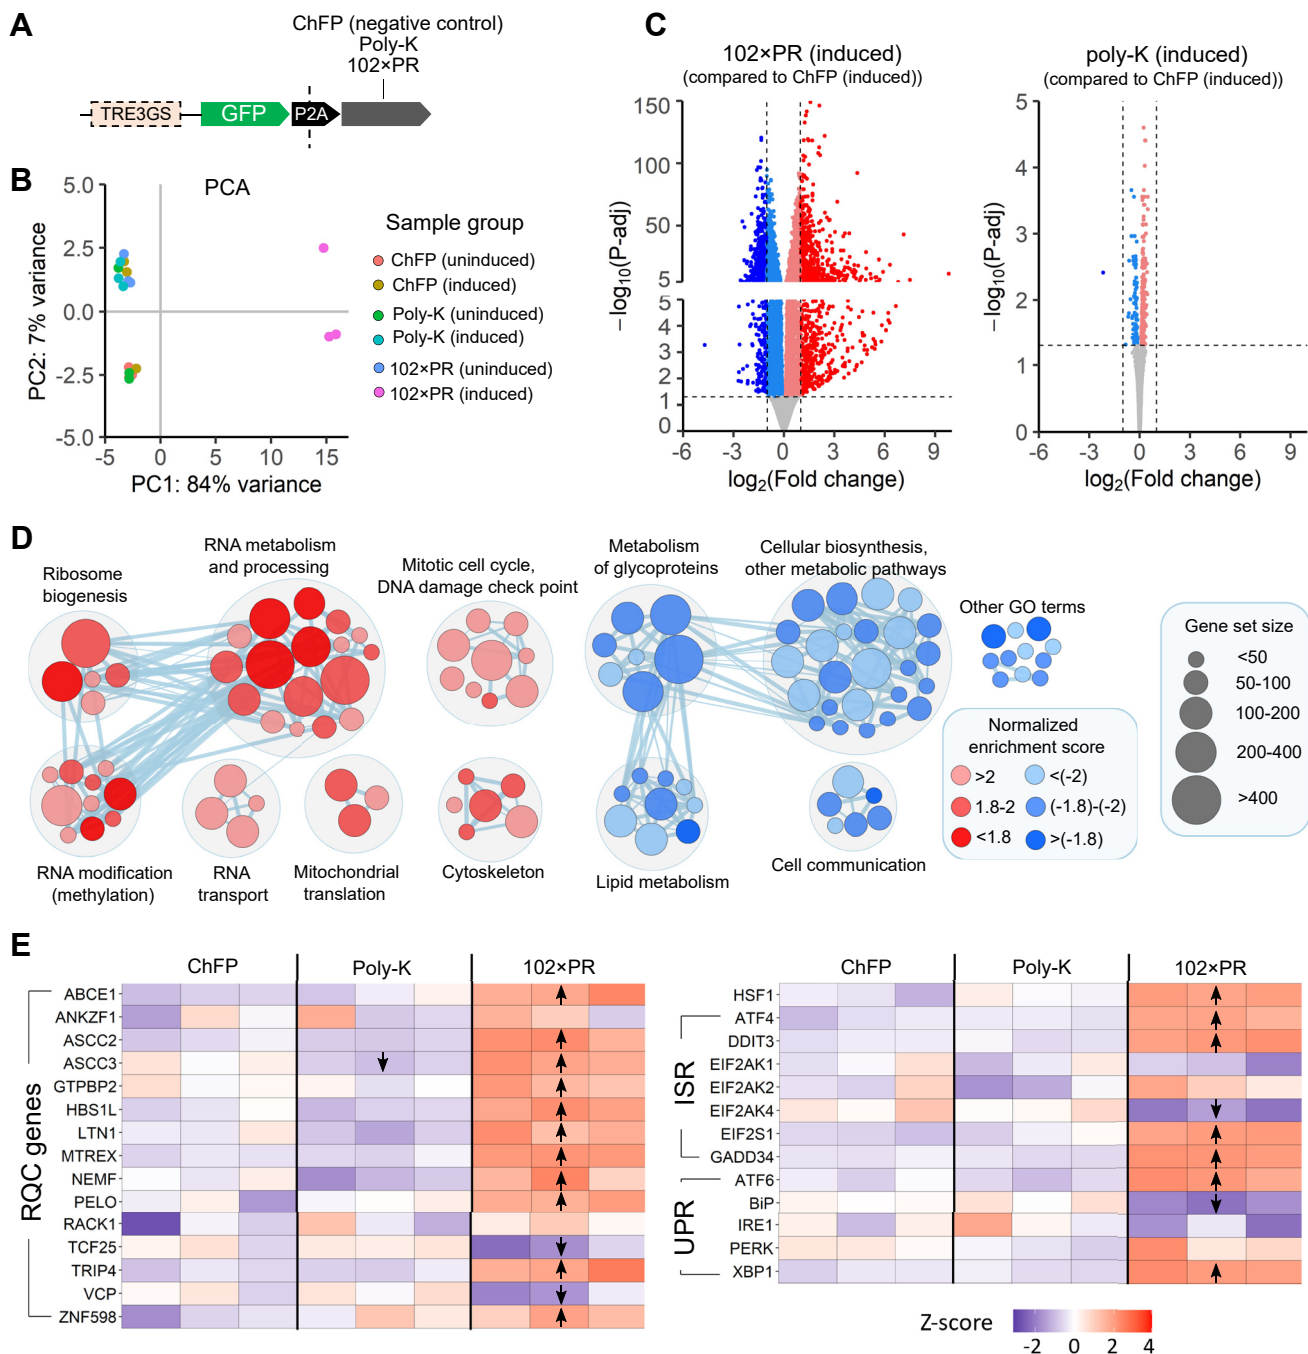 A
ChFP (negative control)
Poly-K
102×PR
TRE3GS
GFP
P2A
B
PCA
5.0
2.5
0.0
-2.5
-5.0
-5
0
5
10
15
PC2: 7% variance
PC1: 84% variance
Sample group
ChFP (uninduced)
ChFP (induced)
Poly-K (uninduced)
Poly-K (induced)
102×PR (uninduced)
102×PR (induced)
C
102×PR (induced)
(compared to ChFP (induced))
150
100
50
5
5
4
3
2
1
0
-6
-3
0
3
6
9
−log10(P-adj)
log2(Fold change)
poly-K (induced)
(compared to ChFP (induced))
5
4
3
2
1
0
-6
-3
0
3
6
9
−log10(P-adj)
log2(Fold change)
D
Ribosome
biogenesis
RNA metabolism
and processing
Mitotic cell cycle,
DNA damage check point
Metabolism
of glycoproteins
Cellular biosynthesis,
other metabolic pathways
Other GO terms
RNA modification
(methylation)
RNA
transport
Mitochondrial
translation
Cytoskeleton
Lipid metabolism
Cell communication
Normalized
enrichment score
>2
<(-2)
1.8-2
(-1.8)-(-2)
<1.8
>(-1.8)
Gene set size
<50
50-100
100-200
200-400
>400
E
ChFP
Poly-K
102×PR
RQC genes
ABCE1
ANKZF1
ASCC2
ASCC3
GTPBP2
HBS1L
LTN1
MTREX
NEMF
PELO
RACK1
TCF25
TRIP4
VCP
ZNF598
ChFP
Poly-K
102×PR
HSF1
ISR
ATF4
DDIT3
EIF2AK1
EIF2AK2
EIF2AK4
EIF2S1
GADD34
UPR
ATF6
BiP
IRE1
PERK
XBP1
Z-score
-2
0
2
4